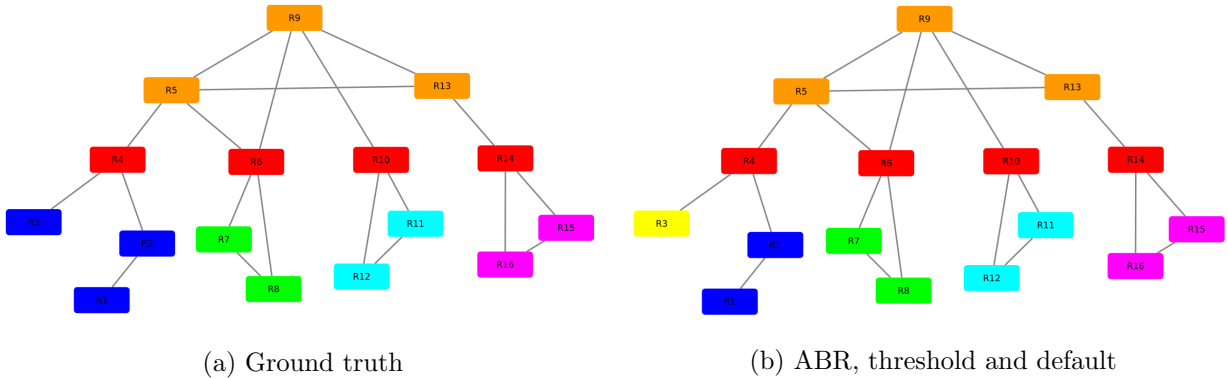 R9
R5
R13
R4
R6
R10
R14
R3
R2
R7
R11
R15
R16
R12
R8
R1
(a) Ground truth
R9
R5
R13
R4
R6
R10
R14
R3
R2
R7
R11
R15
R16
R12
R8
R1
(b) ABR, threshold and default